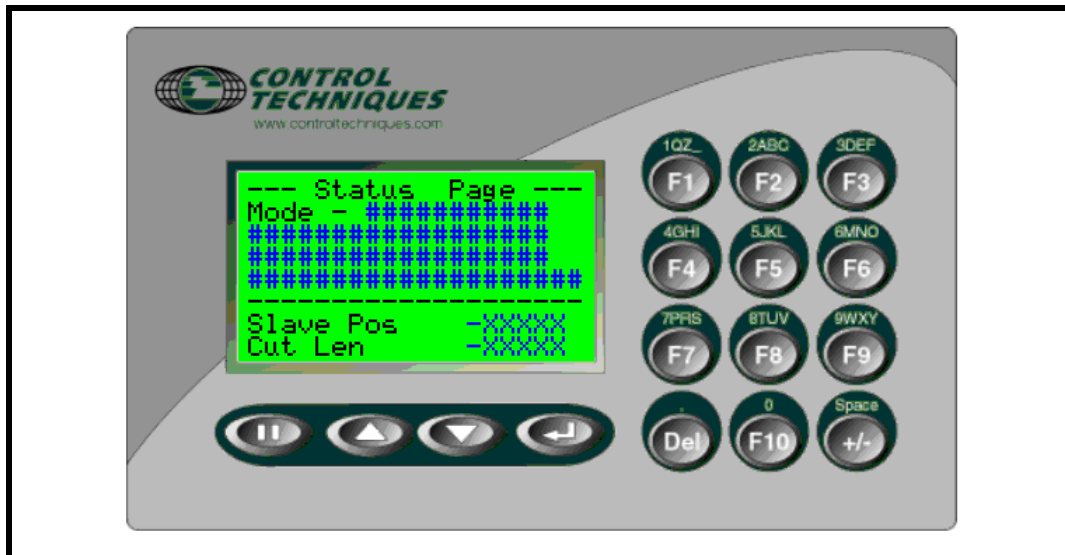 CONTROL
TECHNIQUES
www.controltechniques.com
--- Status Page ---
Mode - ###########
##################
##################
####################
--------------------
Slave Pos -XXXXX
Cut Len -XXXXX
1QZ_ 2ABC 3DEF
F1 F2 F3
4GHI 5JKL 6MNO
F4 F5 F6
7PRS 8TUV 9WXY
F7 F8 F9
. 0 Space
Del F10 +/-